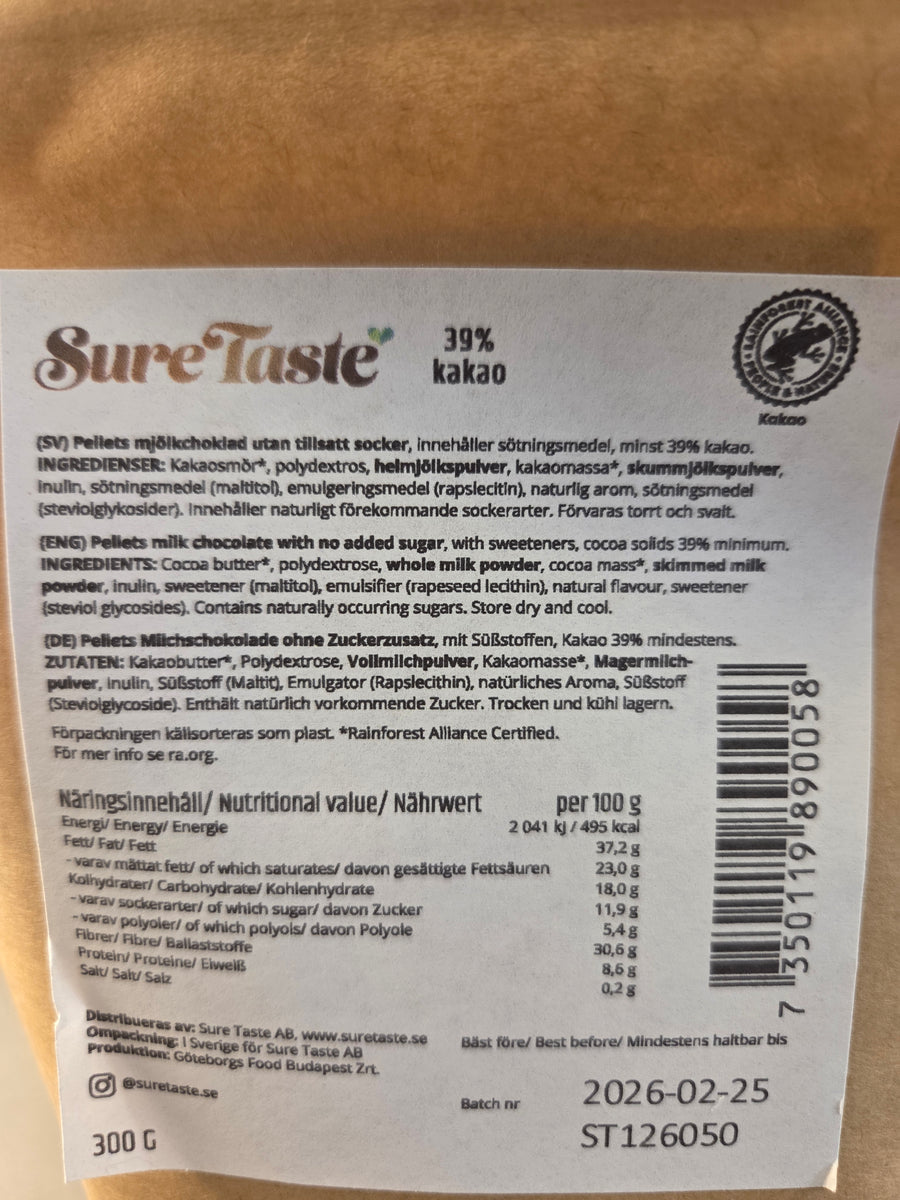 SureTaste
39%
kakao
RAINFOREST ALLIANCE • PEOPLE & NATURE •
Kakao
(SV) Pellets mjölkchoklad utan tillsatt socker, innehåller sötningsmedel, minst 39% kakao.
INGREDIENSER: Kakaosmör*, polydextros, helmjölkspulver, kakaomassa*, skummjölkspulver,
inulin, sötningsmedel (maltitol), emulgeringsmedel (rapslecitin), naturlig arom, sötningsmedel
(steviolglykosider). Innehåller naturligt förekommande sockerarter. Förvaras torrt och svalt.
(ENG) Pellets milk chocolate with no added sugar, with sweeteners, cocoa solids 39% minimum.
INGREDIENTS: Cocoa butter*, polydextrose, whole milk powder, cocoa mass*, skimmed milk
powder, inulin, sweetener (maltitol), emulsifier (rapeseed lecithin), natural flavour, sweetener
(steviol glycosides). Contains naturally occurring sugars. Store dry and cool.
(DE) Pellets Milchschokolade ohne Zuckerzusatz, mit Süßstoffen, Kakao 39% mindestens.
ZUTATEN: Kakaobutter*, Polydextrose, Vollmilchpulver, Kakaomasse*, Magermilch-
pulver, inulin, Süßstoff (Maltit), Emulgator (Rapslecithin), natürliches Aroma, Süßstoff
(Steviolglycoside). Enthält natürlich vorkommende Zucker. Trocken und kühl lagern.
Förpackningen källsorteras som plast. *Rainforest Alliance Certified.
För mer info se ra.org.
Näringsinnehåll/ Nutritional value/ Nährwert per 100 g
Energi/ Energy/ Energie 2 041 kJ / 495 kcal
Fett/ Fat/ Fett 37,2 g
- varav mättat fett/ of which saturates/ davon gesättigte Fettsäuren 23,0 g
Kolhydrater/ Carbohydrate/ Kohlenhydrate 18,0 g
- varav sockerarter/ of which sugar/ davon Zucker 11,9 g
- varav polyoler/ of which polyols/ davon Polyole 5,4 g
Fibrer/ Fibre/ Ballaststoffe 30,6 g
Protein/ Proteine/ Eiweiß 8,6 g
Salt/ Salt/ Salz 0,2 g
7 350119 890058
Distribueras av: Sure Taste AB, www.suretaste.se
Ompackning: I Sverige för Sure Taste AB
Produktion: Göteborgs Food Budapest Zrt.
@suretaste.se
300 G
Bäst före/ Best before/ Mindestens haltbar bis
2026-02-25
Batch nr
ST126050